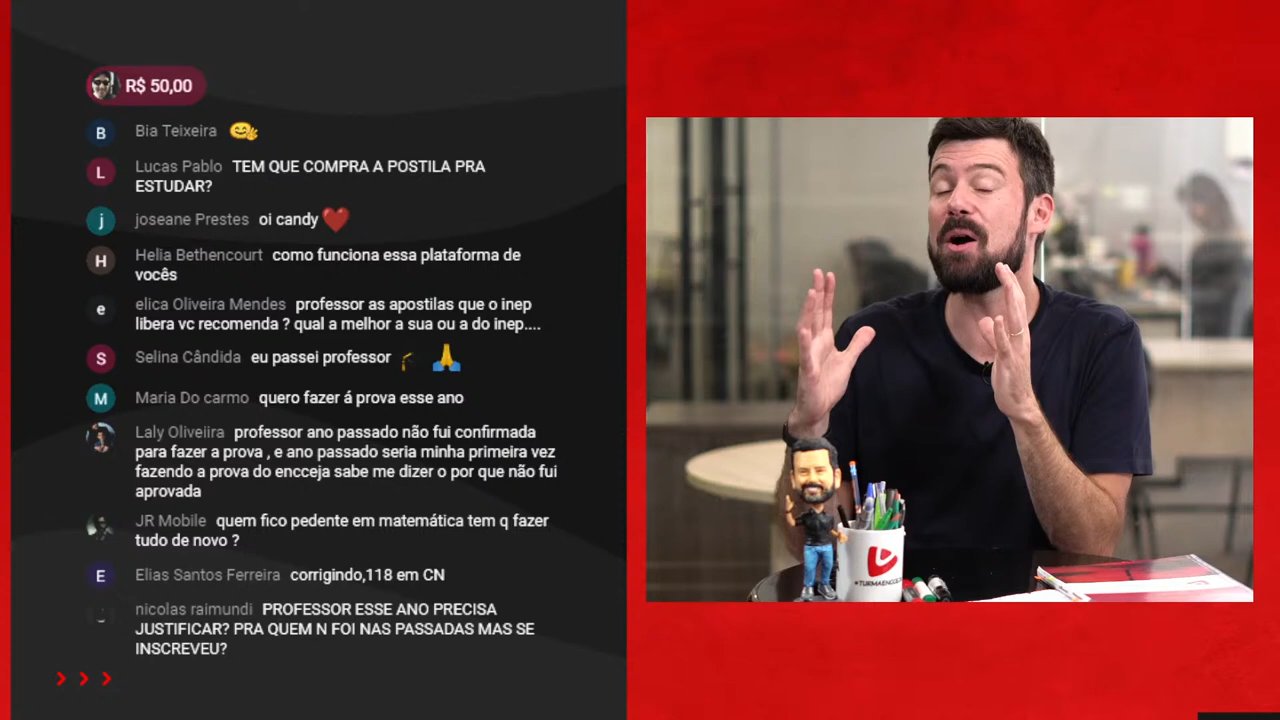 R$ 50,00
Bia Teixeira
Lucas Pablo TEM QUE COMPRA A POSTILA PRA
ESTUDAR?
joseane Prestes oi candy
Helia Bethencourt como funciona essa plataforma de
vocês
elica Oliveira Mendes professor as apostilas que o inep
libera vc recomenda ? qual a melhor a sua ou a do inep....
Selina Cândida eu passei professor
Maria Do carmo quero fazer á prova esse ano
Laly Oliveiira professor ano passado não fui confirmada
para fazer a prova , e ano passado seria minha primeira vez
fazendo a prova do encceja sabe me dizer o por que não fui
aprovada
JR Mobile quem fico pedente em matemática tem q fazer
tudo de novo ?
Elias Santos Ferreira corrigindo,118 em CN
nicolas raimundi PROFESSOR ESSE ANO PRECISA
JUSTIFICAR? PRA QUEM N FOI NAS PASSADAS MAS SE
INSCREVEU?
B
L
j
H
e
S
M
E